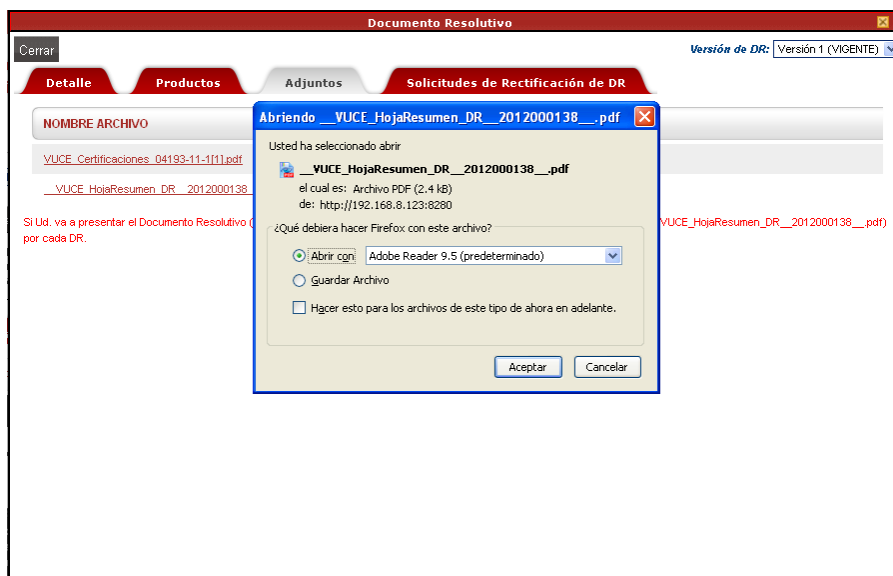 Documento Resolutivo
Cerrar
Versión de DR: Versión 1 (VIGENTE)
Detalle Productos Adjuntos Solicitudes de Rectificación de DR
NOMBRE ARCHIVO
VUCE_Certificaciones_04193-11-1[1].pdf
__VUCE_HojaResumen_DR__2012000138
Si Ud. va a presentar el Documento Resolutivo ( VUCE_HojaResumen_DR__2012000138__.pdf)
por cada DR.
Abriendo __VUCE_HojaResumen_DR__2012000138__.pdf
Usted ha seleccionado abrir
__VUCE_HojaResumen_DR__2012000138__.pdf
el cual es: Archivo PDF (2.4 kB)
de: http://192.168.8.123:8280
¿Qué debiera hacer Firefox con este archivo?
Abrir con Adobe Reader 9.5 (predeterminado)
Guardar Archivo
Hacer esto para los archivos de este tipo de ahora en adelante.
Aceptar Cancelar